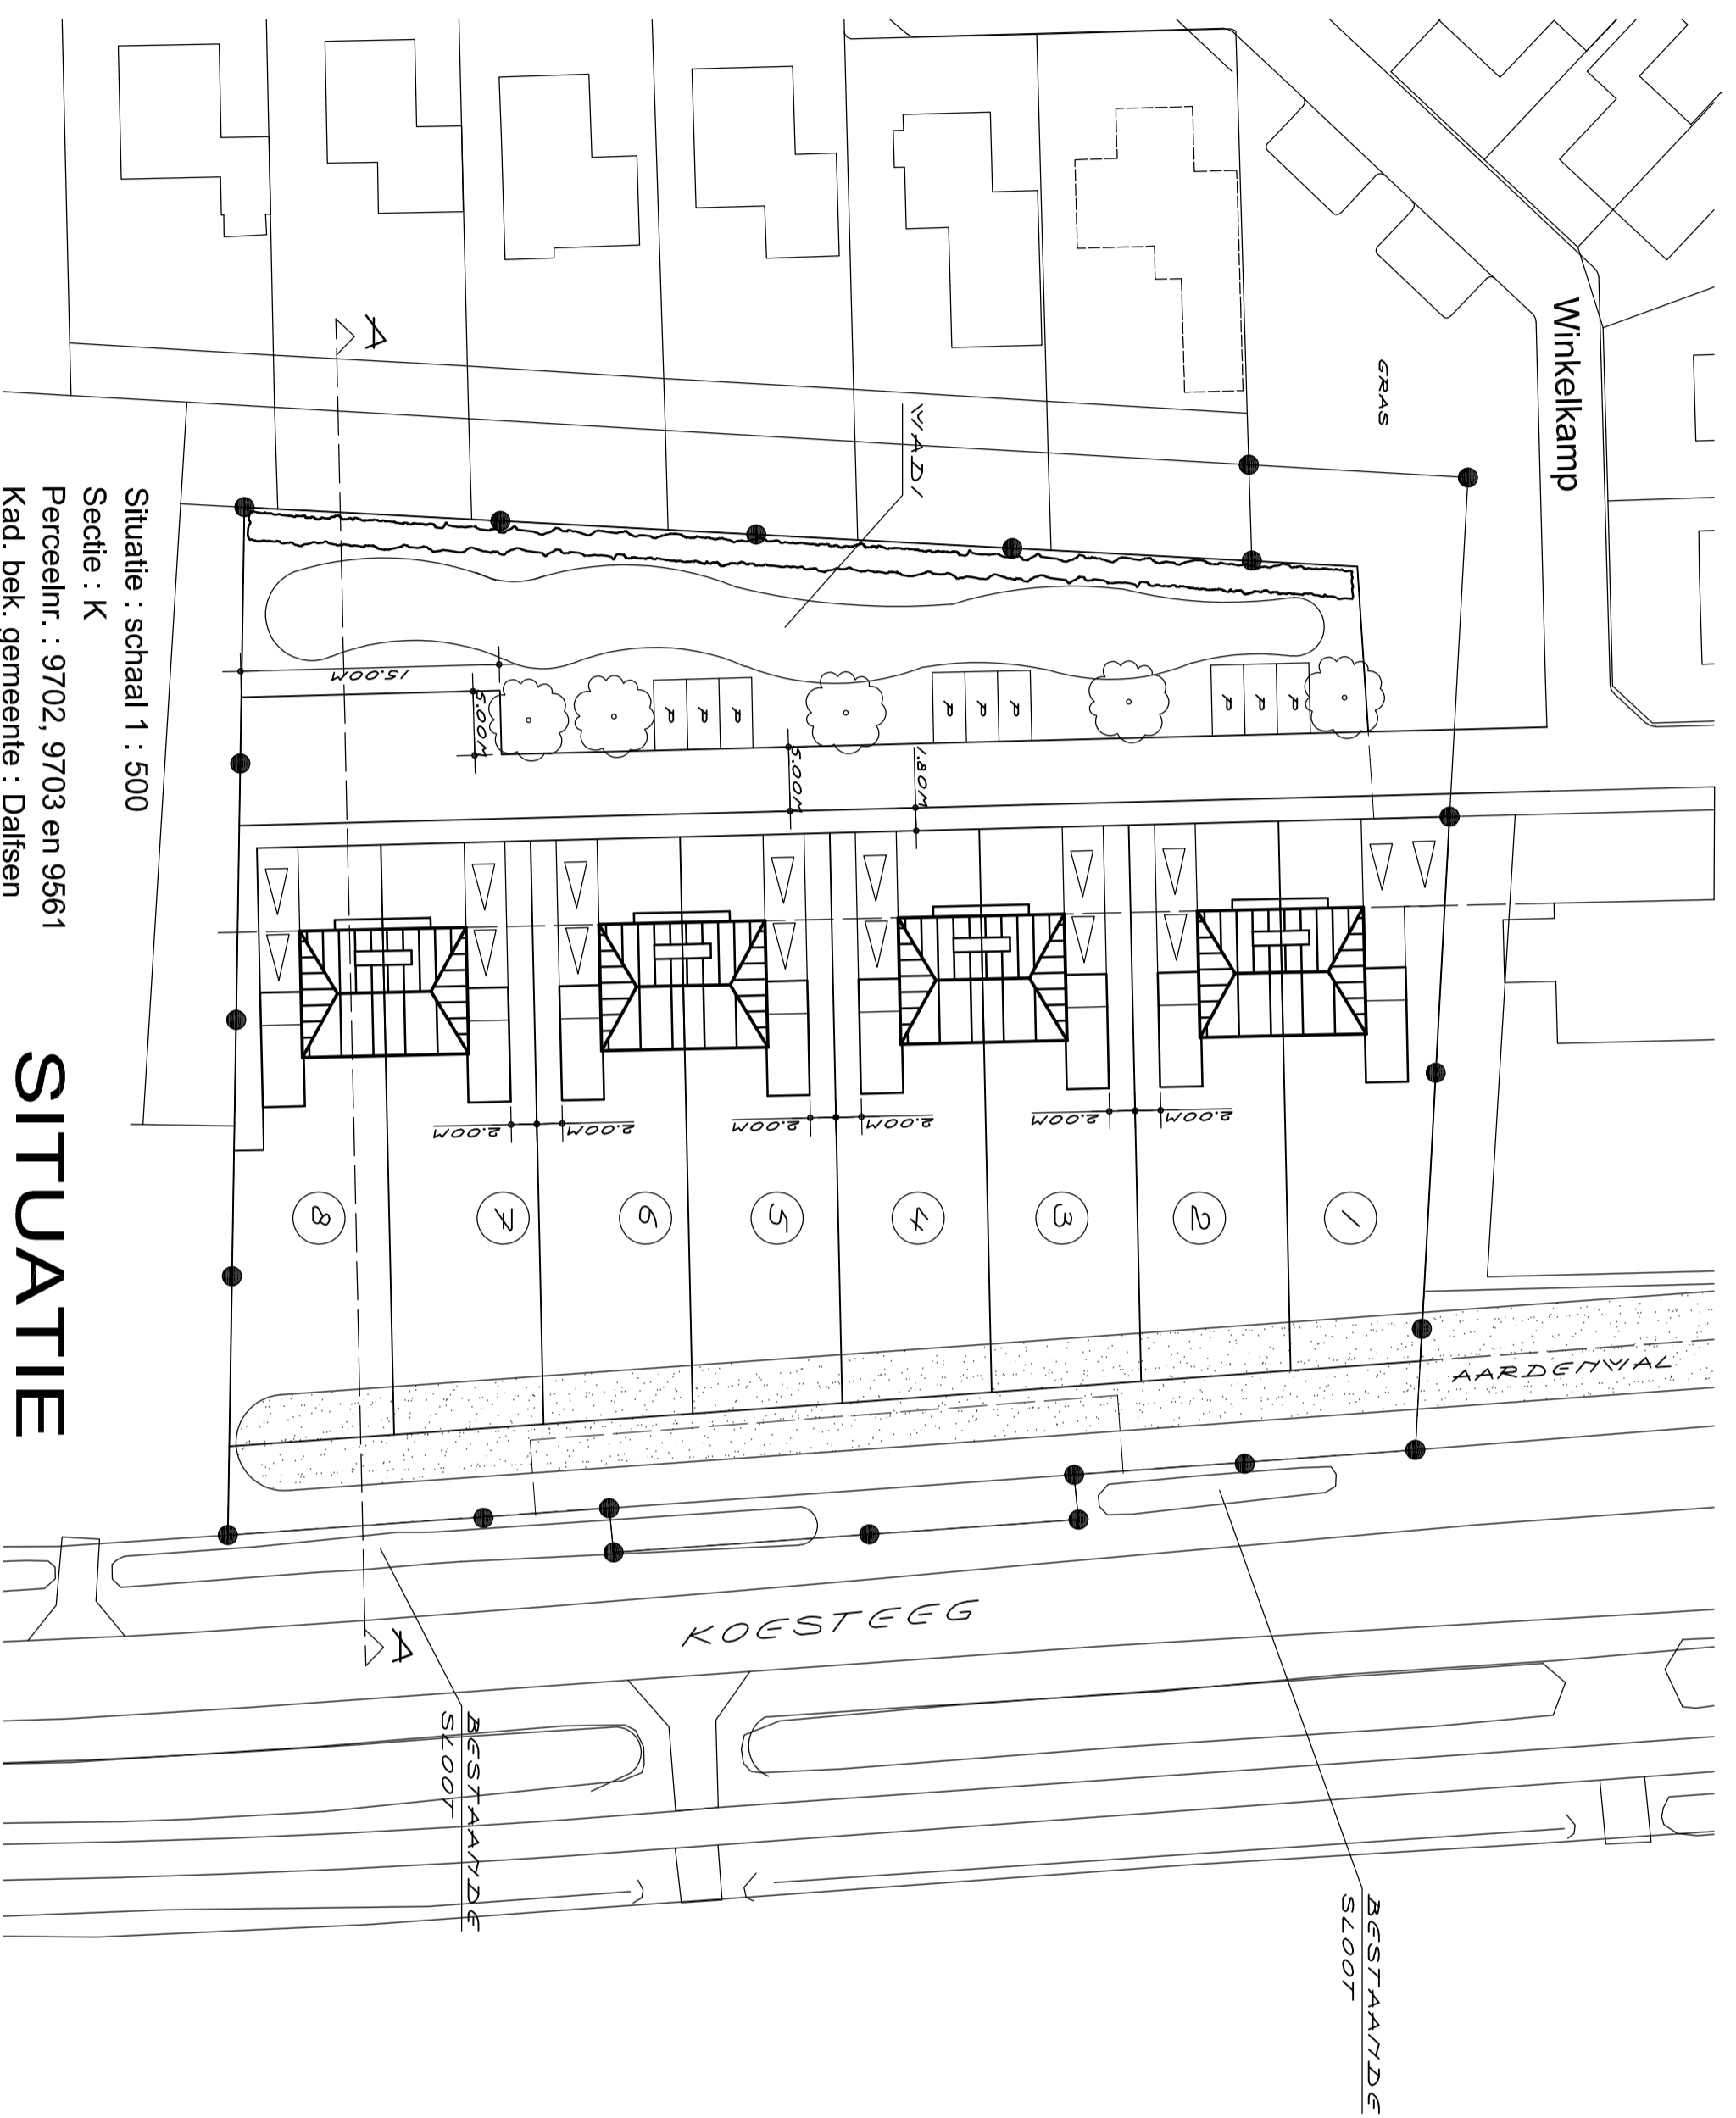 Winkelkamp
GRAS
WADI
A
15.00M
5.00M
5.00M
1.80M
P P P
P P P
P P P
2.00M 2.00M
2.00M 2.00M
2.00M 2.00M
8 7 6 5 4 3 2 1
AARDENWAL
KOESTEEG
A
BESTAANDE
SLOOT
BESTAANDE
SLOOT
Situatie : schaal 1 : 500
Sectie : K
Perceelnr. : 9702, 9703 en 9561
Kad. bek. gemeente : Dalfsen
SITUATIE